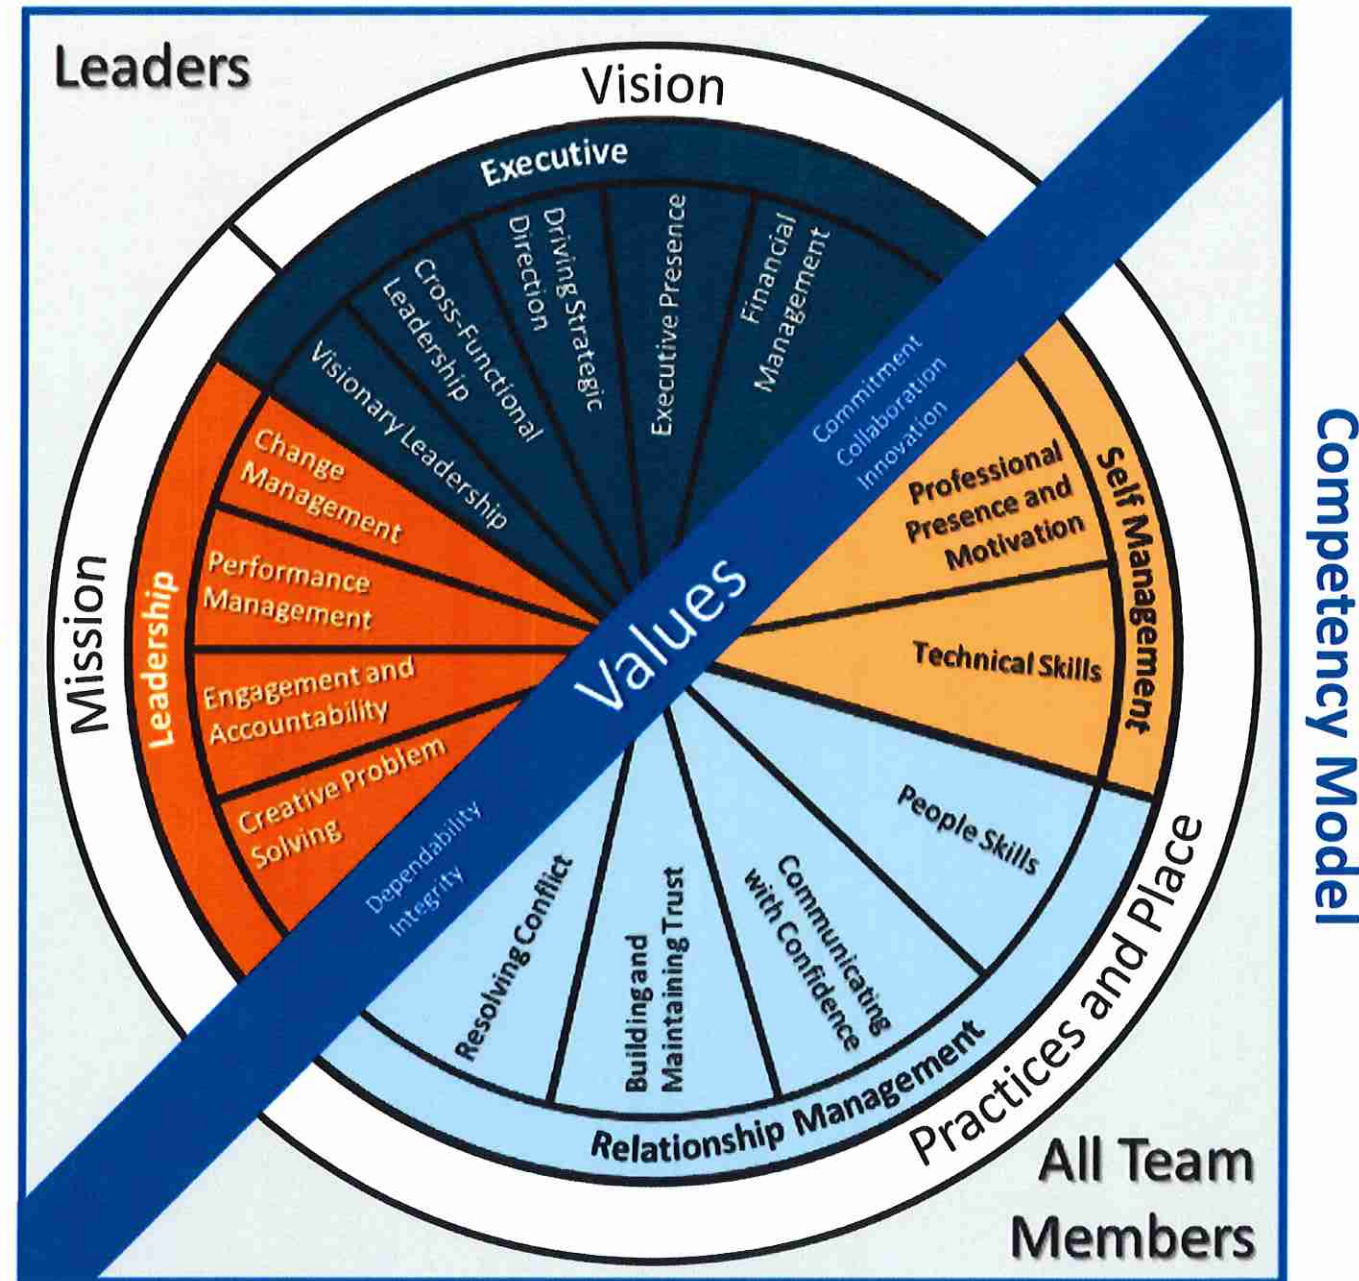 Leaders
Vision
Executive
Visionary Leadership
Cross-Functional
Leadership
Driving Strategic
Direction
Executive Presence
Financial
Management
Mission
Leadership
Change
Management
Performance
Management
Engagement and
Accountability
Creative Problem
Solving
Values
Commitment
Collaboration
Innovation
Dependability
Integrity
Self Management
Professional
Presence and
Motivation
Technical Skills
People Skills
Communicating
with Confidence
Building and
Maintaining Trust
Resolving Conflict
Relationship Management
Practices and Place
All Team
Members
Competency Model